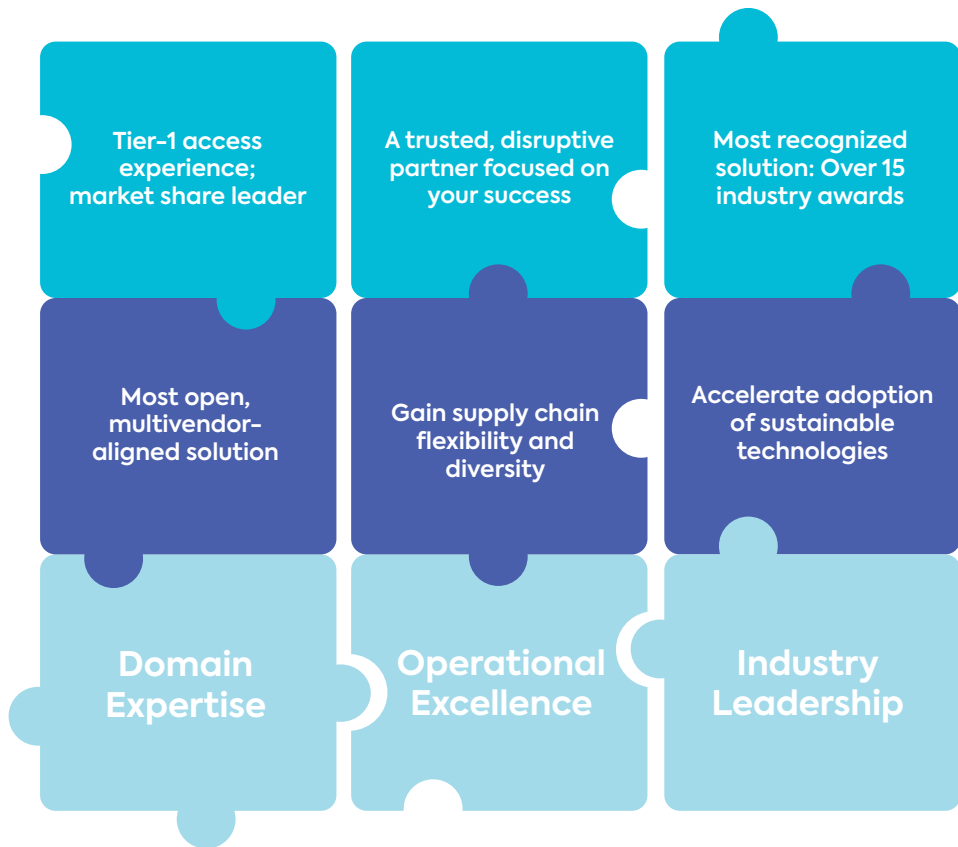 Tier-1 access
experience;
market share leader
A trusted, disruptive
partner focused on
your success
Most recognized
solution: Over 15
industry awards
Most open,
multivendor-
aligned solution
Gain supply chain
flexibility and
diversity
Accelerate adoption
of sustainable
technologies
Domain
Expertise
Operational
Excellence
Industry
Leadership